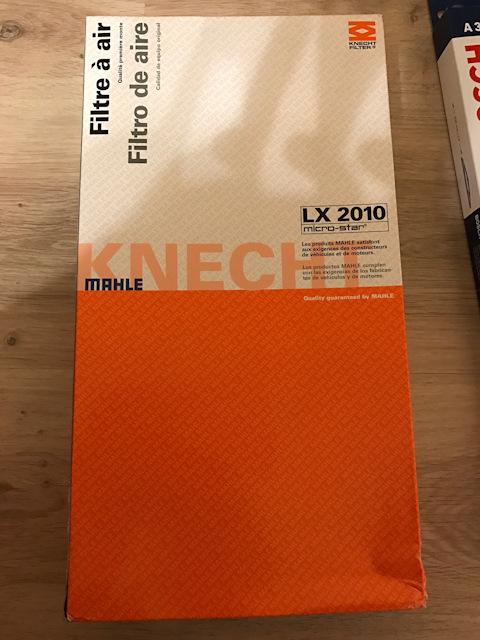 Filtre à air
Qualité première monte
Filtro de aire
Calidad de equipo original
KNECHT
FILTER®
LX 2010
micro-star®
Les produits MAHLE satisfont
aux exigences des constructeurs
de véhicules et de moteurs.
Los productos MAHLE cumplen
con las exigencias de los fabrican-
tes de vehículos y de motores.
KNECHT
MAHLE
Quality guaranteed by MAHLE
A 3